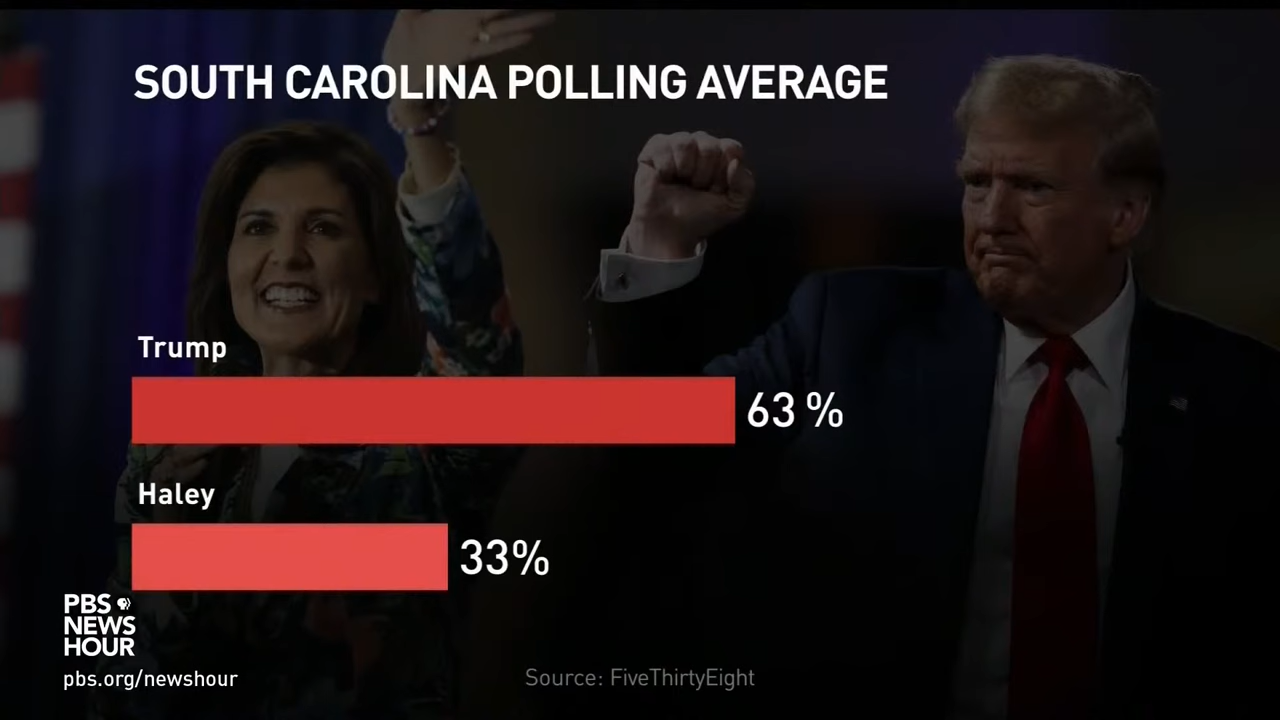 SOUTH CAROLINA POLLING AVERAGE
Trump
63 %
Haley
33%
PBS
NEWS
HOUR
pbs.org/newshour
Source: FiveThirtyEight